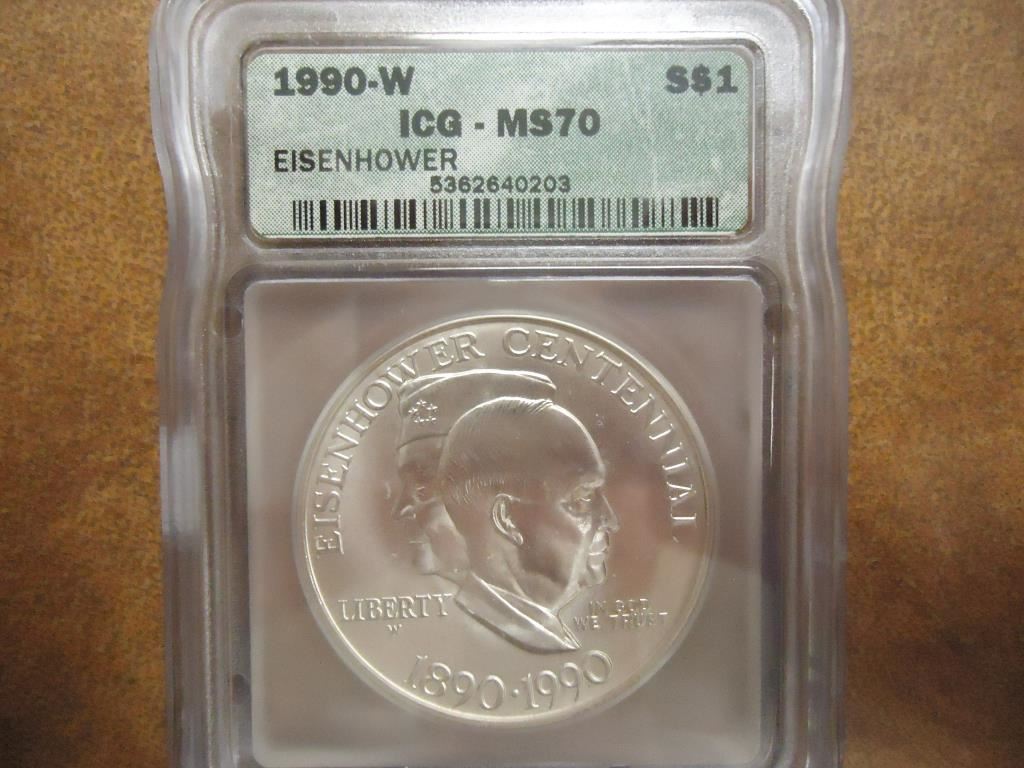 1990-W S$1
ICG - MS70
EISENHOWER
5362640203
EISENHOWER CENTENNIAL
LIBERTY
W
IN GOD
WE TRUST
1890·1990